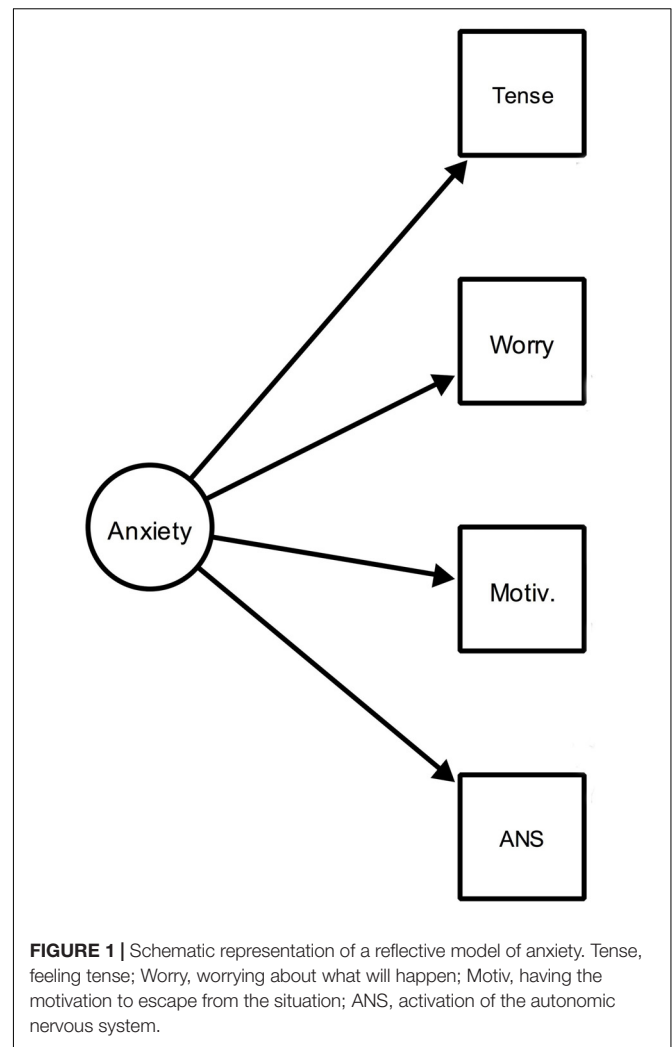 Tense
Worry
Anxiety
Motiv.
ANS
FIGURE 1 | Schematic representation of a reflective model of anxiety. Tense,
feeling tense; Worry, worrying about what will happen; Motiv, having the
motivation to escape from the situation; ANS, activation of the autonomic
nervous system.